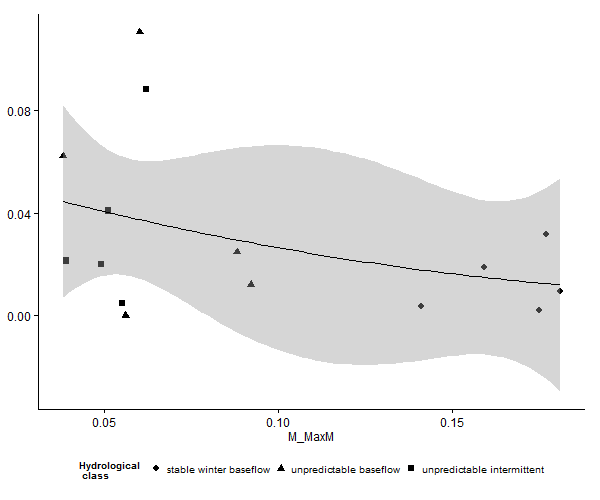 0.08
0.04
0.00
0.05 0.10 0.15
M_MaxM
Hydrological
class
stable winter baseflow unpredictable baseflow unpredictable intermittent